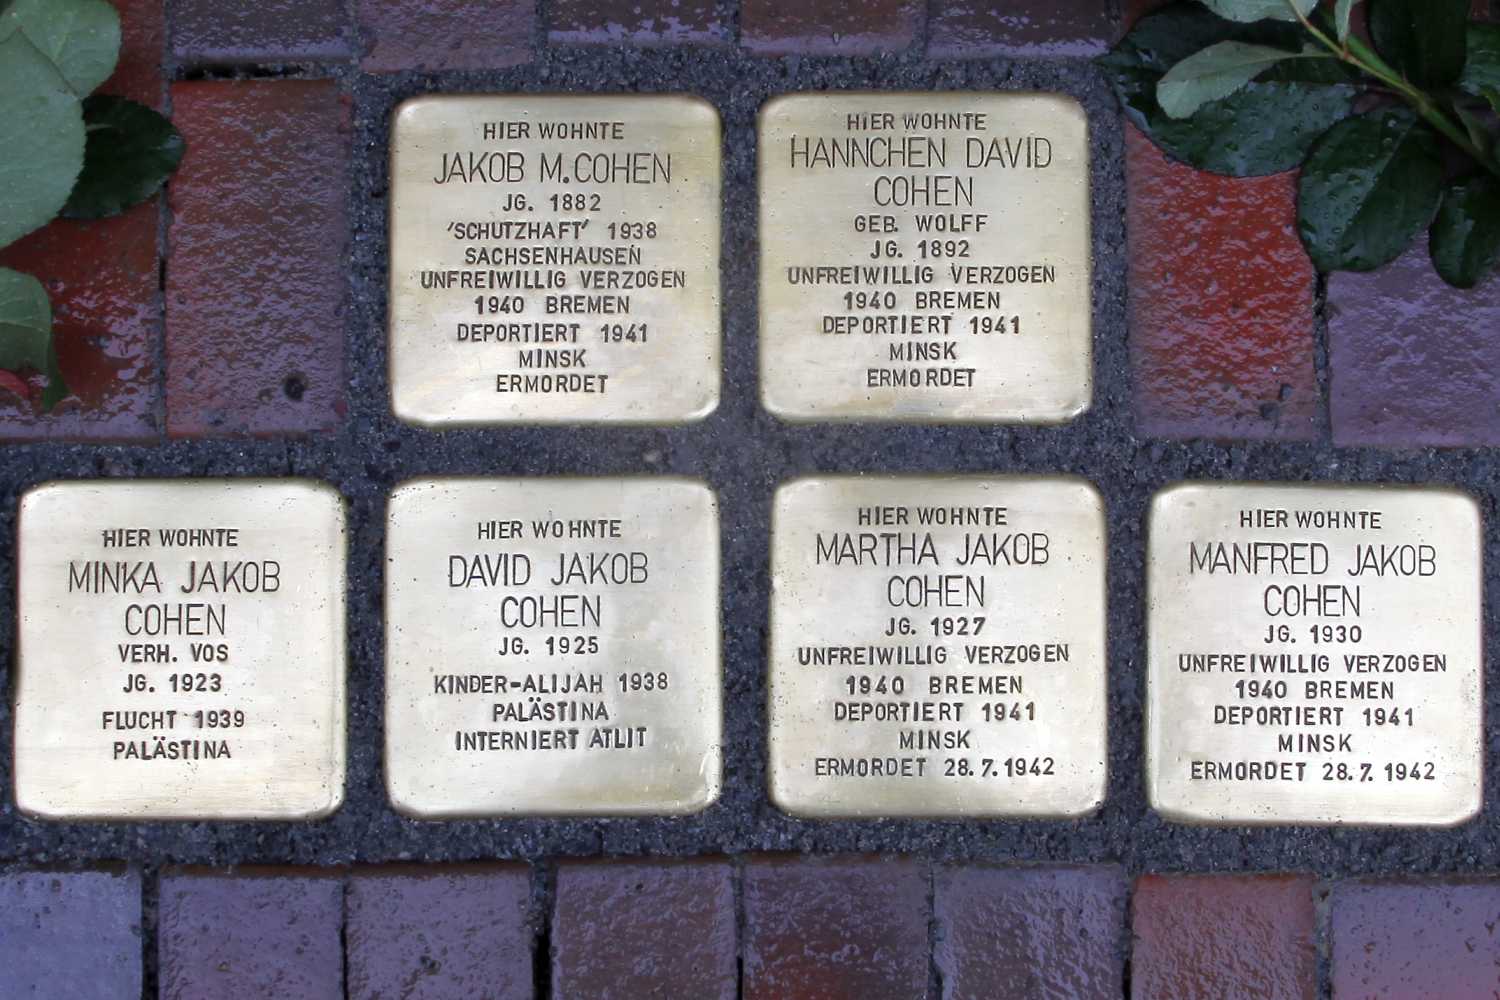 HIER WOHNTE
JAKOB M. COHEN
JG. 1882
'SCHUTZHAFT' 1938
SACHSENHAUSEN
UNFREIWILLIG VERZOGEN
1940 BREMEN
DEPORTIERT 1941
MINSK
ERMORDET
HIER WOHNTE
HANNCHEN DAVID
COHEN
GEB. WOLFF
JG. 1892
UNFREIWILLIG VERZOGEN
1940 BREMEN
DEPORTIERT 1941
MINSK
ERMORDET
HIER WOHNTE
MINKA JAKOB
COHEN
VERH. VOS
JG. 1923
FLUCHT 1939
PALÄSTINA
HIER WOHNTE
DAVID JAKOB
COHEN
JG. 1925
KINDER-ALIJAH 1938
PALÄSTINA
INTERNIERT ATLIT
HIER WOHNTE
MARTHA JAKOB
COHEN
JG. 1927
UNFREIWILLIG VERZOGEN
1940 BREMEN
DEPORTIERT 1941
MINSK
ERMORDET 28.7.1942
HIER WOHNTE
MANFRED JAKOB
COHEN
JG. 1930
UNFREIWILLIG VERZOGEN
1940 BREMEN
DEPORTIERT 1941
MINSK
ERMORDET 28.7.1942